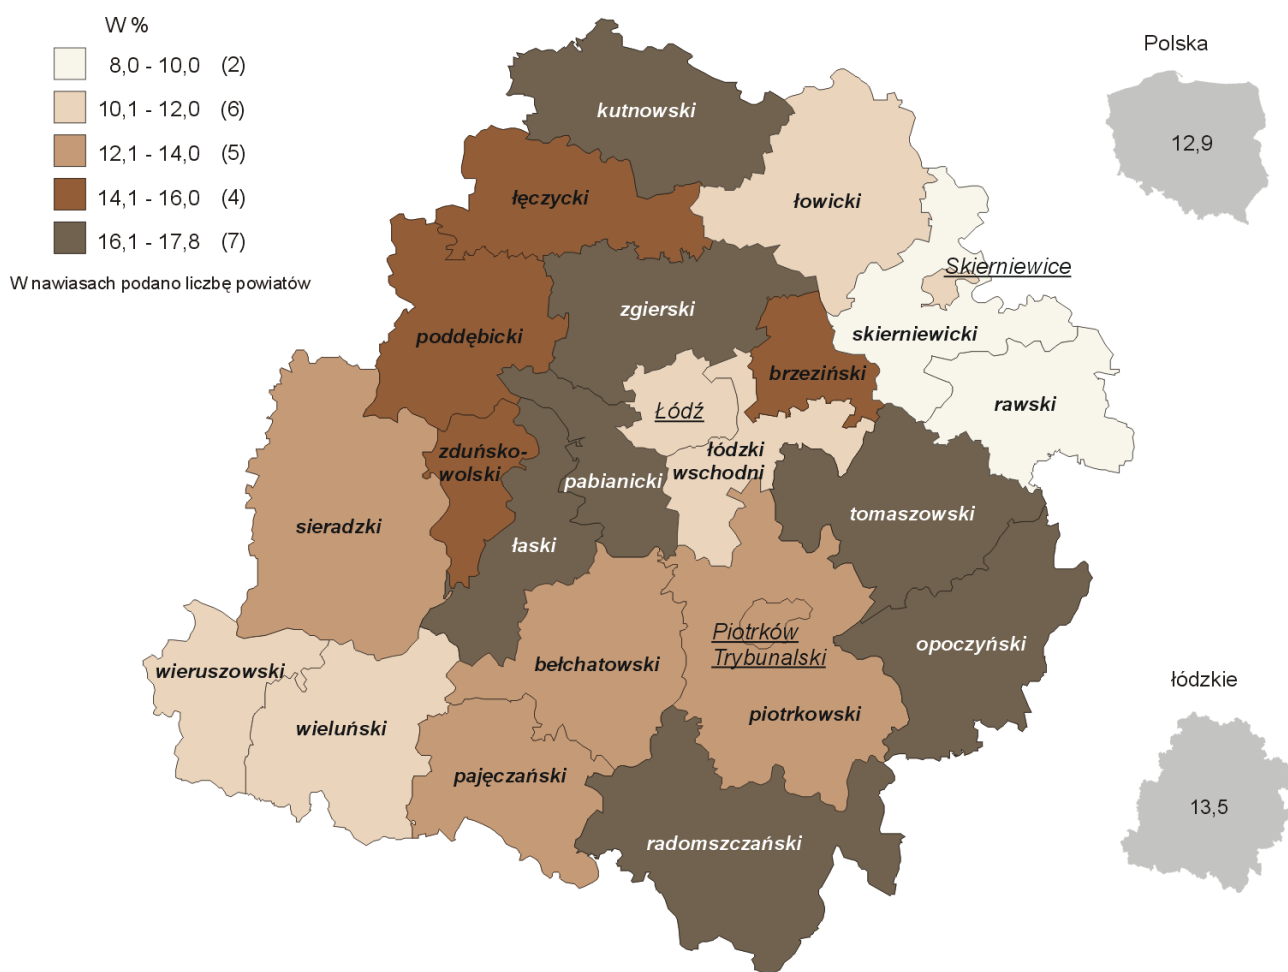 W %
8,0 - 10,0 (2)
10,1 - 12,0 (6)
12,1 - 14,0 (5)
14,1 - 16,0 (4)
16,1 - 17,8 (7)
W nawiasach podano liczbę powiatów
Polska
12,9
kutnowski
łęczycki
łowicki
Skierniewice
zgierski
skierniewicki
poddębicki
brzeziński
rawski
Łódź
zduńsko-
wolski
łódzki
wschodni
pabianicki
tomaszowski
sieradzki
łaski
Piotrków
Trybunalski
opoczyński
wieruszowski
bełchatowski
piotrkowski
wieluński
pajęczański
radomszczański
łódzkie
13,5